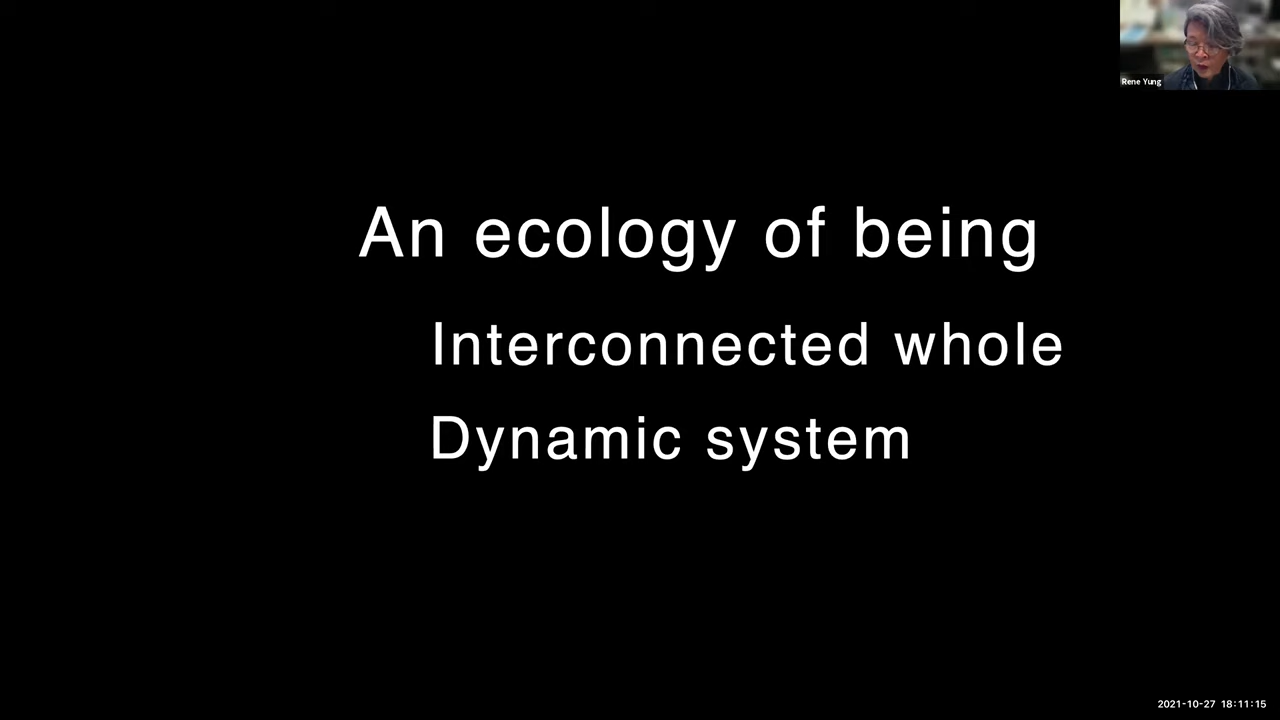 Rene Yung
An ecology of being
Interconnected whole
Dynamic system
2021-10-27 18:11:15